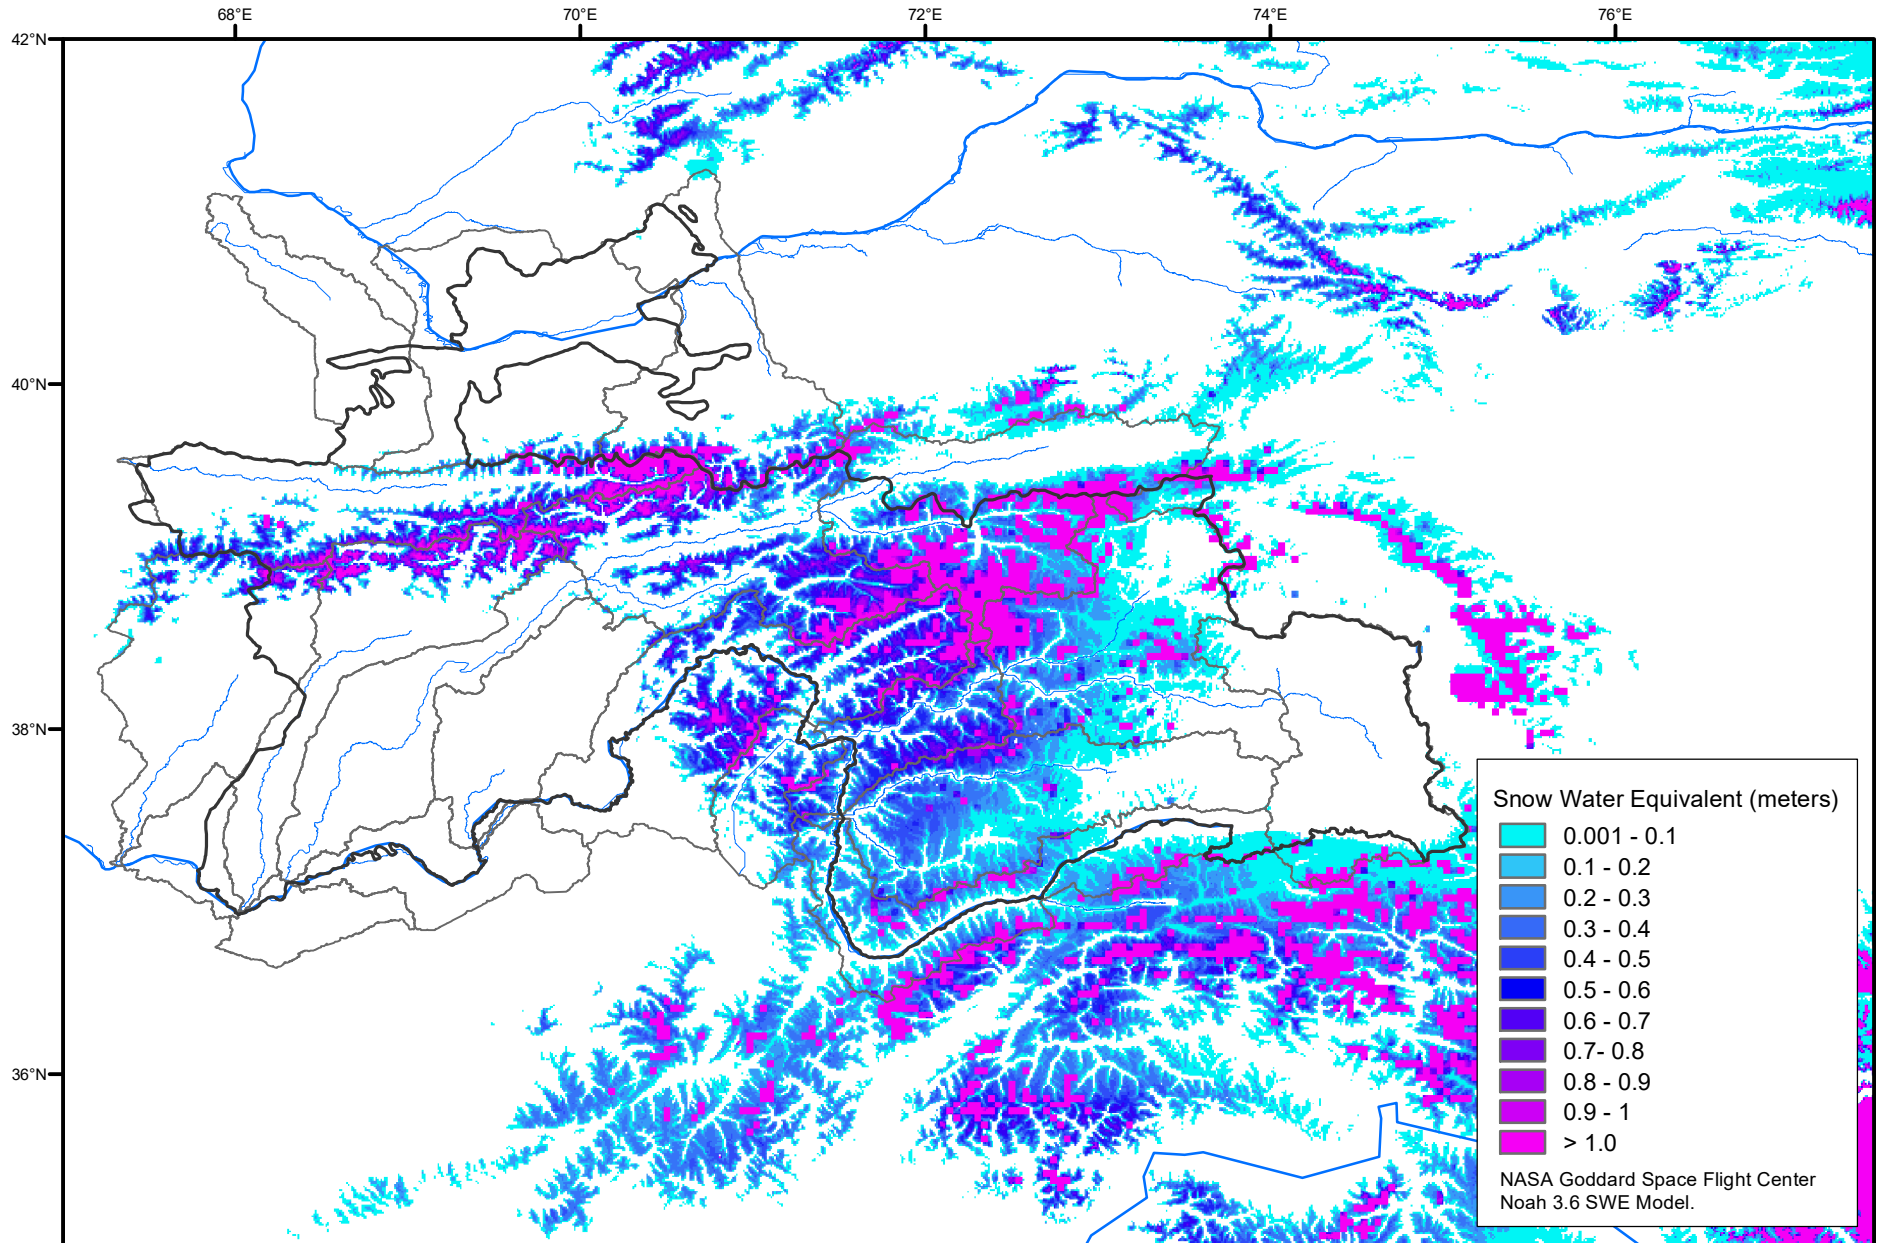 68°E 70°E 72°E 74°E 76°E
42°N
40°N
38°N
36°N
Snow Water Equivalent (meters)
0.001 - 0.1
0.1 - 0.2
0.2 - 0.3
0.3 - 0.4
0.4 - 0.5
0.5 - 0.6
0.6 - 0.7
0.7- 0.8
0.8 - 0.9
0.9 - 1
> 1.0
NASA Goddard Space Flight Center
Noah 3.6 SWE Model.